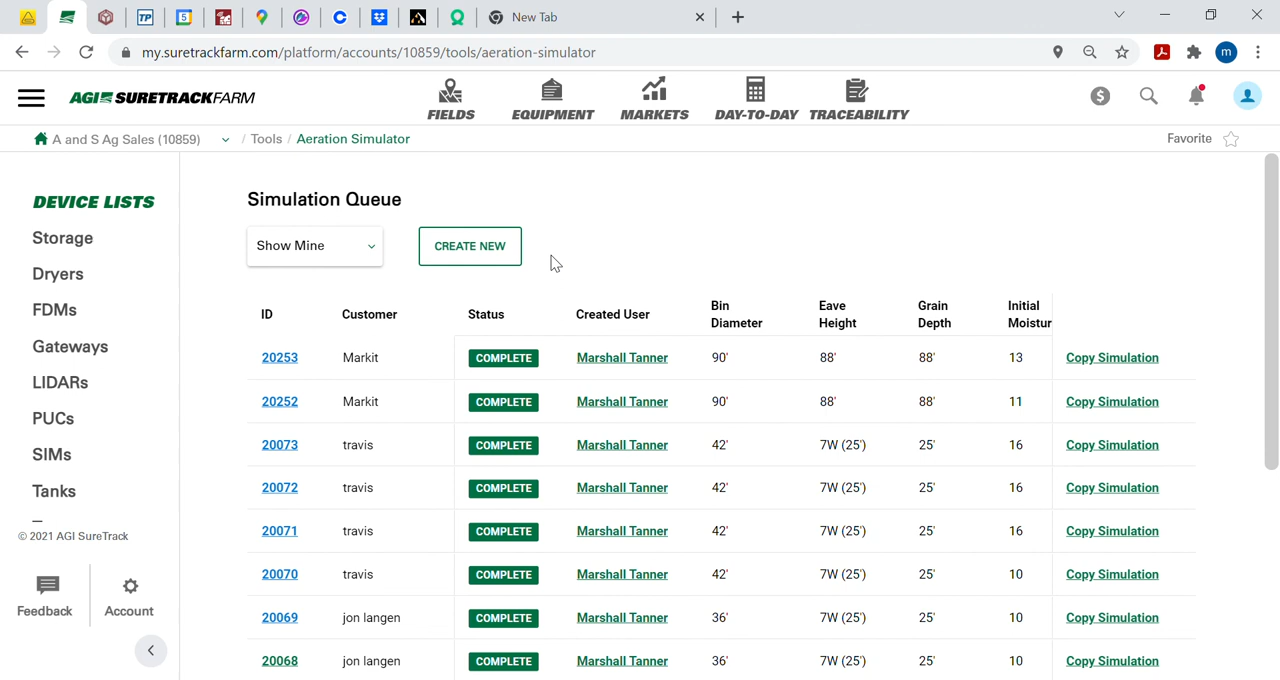 New Tab
my.suretrackfarm.com/platform/accounts/10859/tools/aeration-simulator
AGI SURETRACKFARM
FIELDS EQUIPMENT MARKETS DAY-TO-DAY TRACEABILITY
A and S Ag Sales (10859) / Tools / Aeration Simulator Favorite
DEVICE LISTS
Storage
Dryers
FDMs
Gateways
LIDARs
PUCs
SIMs
Tanks
© 2021 AGI SureTrack
Feedback Account
Simulation Queue
Show Mine CREATE NEW
ID Customer Status Created User Bin Diameter Eave Height Grain Depth Initial Moistur
20253 Markit COMPLETE Marshall Tanner 90' 88' 88' 13 Copy Simulation
20252 Markit COMPLETE Marshall Tanner 90' 88' 88' 11 Copy Simulation
20073 travis COMPLETE Marshall Tanner 42' 7W (25') 25' 16 Copy Simulation
20072 travis COMPLETE Marshall Tanner 42' 7W (25') 25' 16 Copy Simulation
20071 travis COMPLETE Marshall Tanner 42' 7W (25') 25' 16 Copy Simulation
20070 travis COMPLETE Marshall Tanner 42' 7W (25') 25' 10 Copy Simulation
20069 jon langen COMPLETE Marshall Tanner 36' 7W (25') 25' 10 Copy Simulation
20068 jon langen COMPLETE Marshall Tanner 36' 7W (25') 25' 10 Copy Simulation